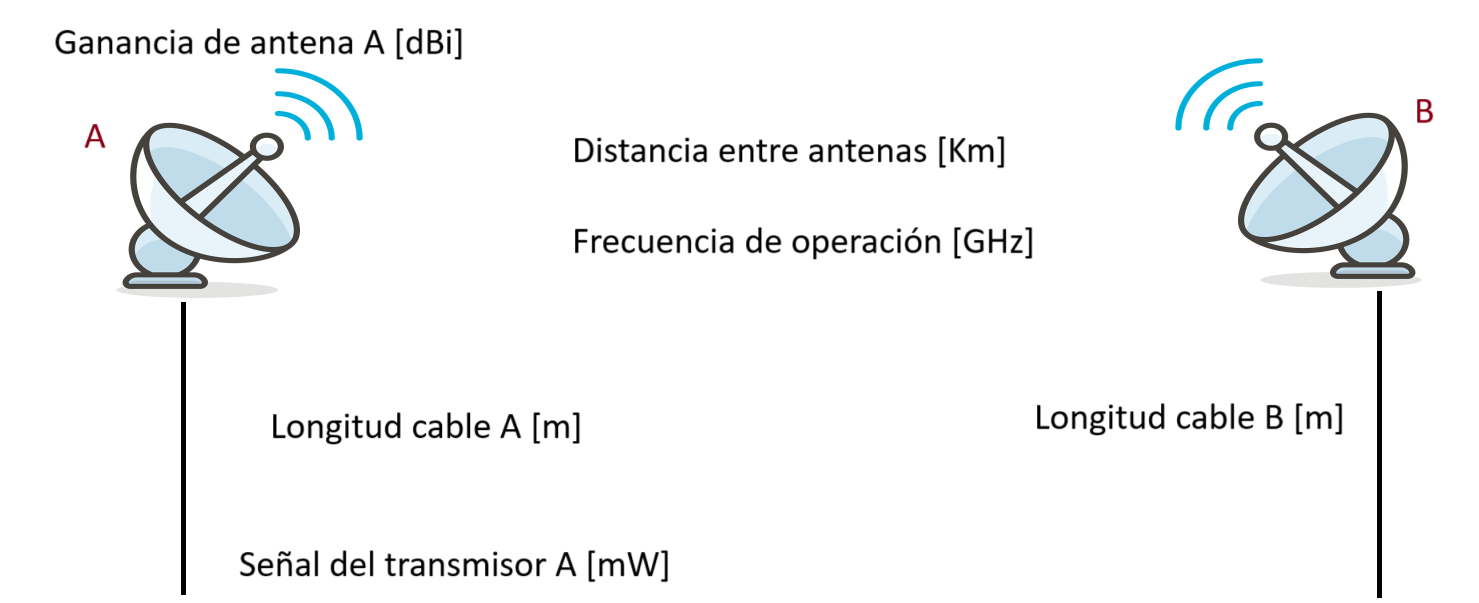 Ganancia de antena A [dBi]
A
B
Distancia entre antenas [Km]
Frecuencia de operación [GHz]
Longitud cable A [m]
Longitud cable B [m]
Señal del transmisor A [mW]